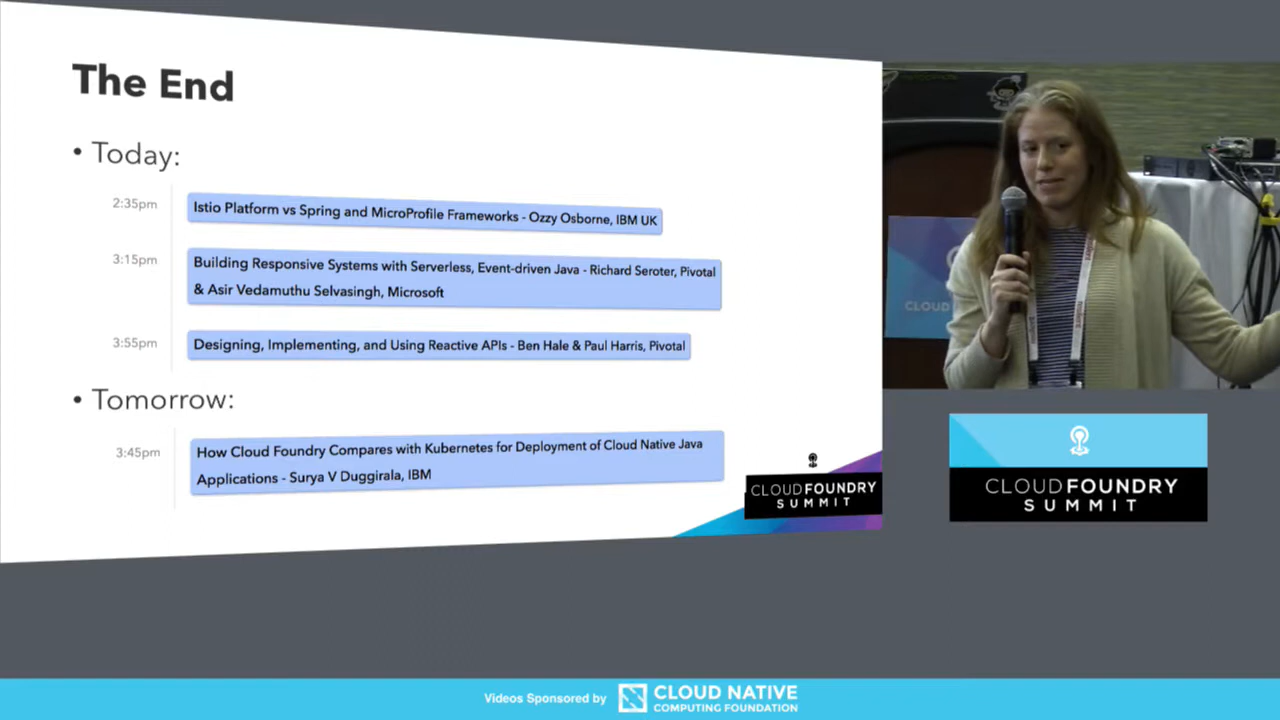 The End
• Today:
2:35pm
Istio Platform vs Spring and MicroProfile Frameworks - Ozzy Osborne, IBM UK
3:15pm
Building Responsive Systems with Serverless, Event-driven Java - Richard Seroter, Pivotal
& Asir Vedamuthu Selvasingh, Microsoft
3:55pm
Designing, Implementing, and Using Reactive APIs - Ben Hale & Paul Harris, Pivotal
• Tomorrow:
3:45pm
How Cloud Foundry Compares with Kubernetes for Deployment of Cloud Native Java
Applications - Surya V Duggirala, IBM
CLOUDFOUNDRY
SUMMIT
CLOUD
CLOUDFOUNDRY
SUMMIT
Videos Sponsored by
CLOUD NATIVE
COMPUTING FOUNDATION